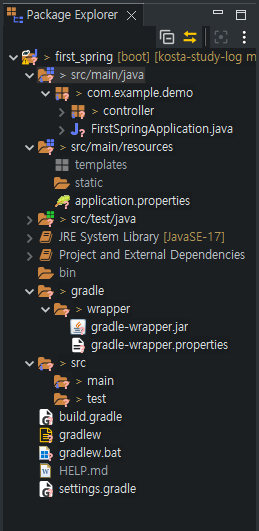 Package Explorer
> first_spring [boot] [kosta-study-log m
> src/main/java
> com.example.demo
> controller
> FirstSpringApplication.java
> src/main/resources
templates
static
application.properties
> src/test/java
JRE System Library [JavaSE-17]
Project and External Dependencies
bin
> gradle
> wrapper
gradle-wrapper.jar
gradle-wrapper.properties
> src
> main
> test
build.gradle
gradlew
gradlew.bat
HELP.md
settings.gradle